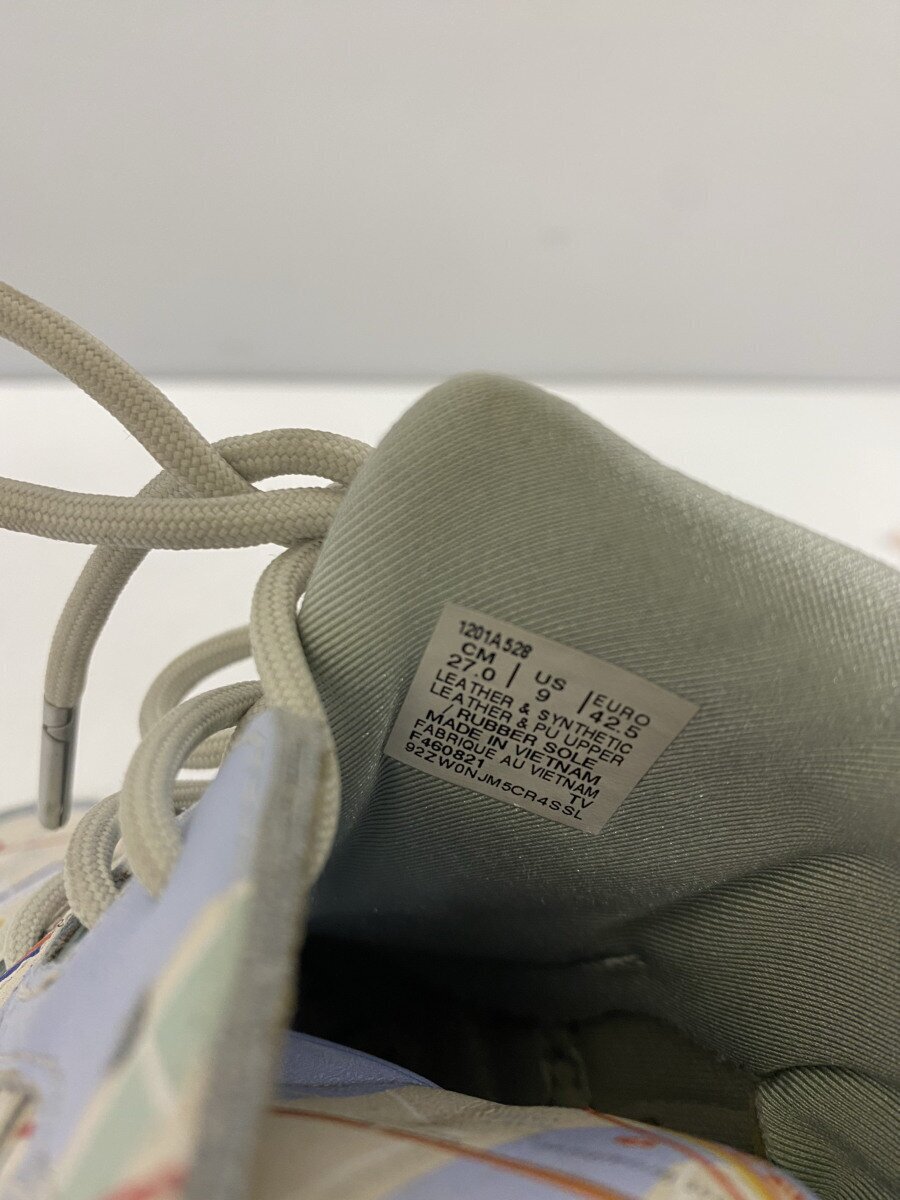 1201A528
CM | US | EURO
27.0 | 9 | 42.5
LEATHER & SYNTHETIC
LEATHER & PU UPPER
/ RUBBER SOLE
MADE IN VIETNAM
FABRIQUE AU VIETNAM
F460821 TV
92ZW0NJM5CR4SSL